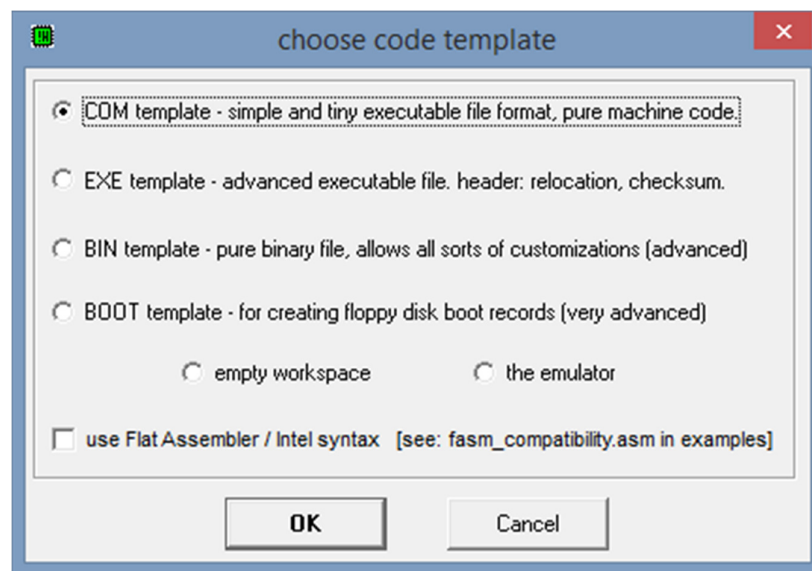 choose code template
COM template - simple and tiny executable file format, pure machine code.
EXE template - advanced executable file. header: relocation, checksum.
BIN template - pure binary file, allows all sorts of customizations (advanced)
BOOT template - for creating floppy disk boot records (very advanced)
empty workspace the emulator
use Flat Assembler / Intel syntax [see: fasm_compatibility.asm in examples]
OK Cancel